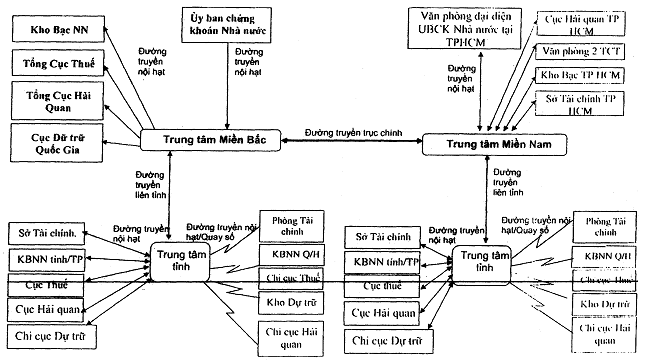 Kho Bạc NN
Tổng Cục Thuế
Tổng Cục Hải
Quan
Cục Dữ trữ
Quốc Gia
Ủy ban chứng
khoán Nhà nước
Đường
truyền
nội hạt
Trung tâm Miền Bắc
Đường truyền trục chính
Văn phòng đại diện
UBCK Nhà nước tại
TPHCM
Đường
truyền
nội hạt
Cục Hải quan TP
HCM
Văn phòng 2 TCT
Kho Bạc TP HCM
Sở Tài chính TP
HCM
Trung tâm Miền Nam
Đường
truyền
liên tỉnh
Đường
truyền
liên tỉnh
Sở Tài chính.
KBNN tỉnh/TP
Cục Thuế
Cục Hải quan
Chi cục Dự trữ
Đường truyền
nội hạt
Đường truyền nội
hạt/Quay số
Trung tâm
tỉnh
Phòng Tài
chính
KBNN Q/H
Chi cục Thuế
Kho Dự trữ
Chi cục Hải
quan
Sở Tài chính
KBNN tỉnh/TP
Cục thuế
Cục Hải quan
Chi cục Dự trữ
Đường truyền
nội hạt
Đường truyền nội
hạt/Quay số
Trung tâm
tỉnh
Phòng Tài
chính
KBNN Q/H
Chi cục Thuế
Kho Dự trữ
Chi cục Hải
quan